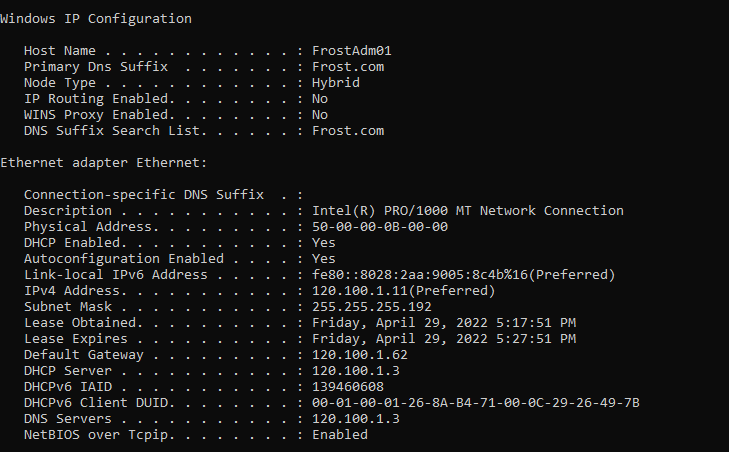 Windows IP Configuration
Host Name . . . . . . . . . . . . : FrostAdm01
Primary Dns Suffix  . . . . . . . : Frost.com
Node Type . . . . . . . . . . . . : Hybrid
IP Routing Enabled. . . . . . . . : No
WINS Proxy Enabled. . . . . . . . : No
DNS Suffix Search List. . . . . . : Frost.com
Ethernet adapter Ethernet:
Connection-specific DNS Suffix  . :
Description . . . . . . . . . . . : Intel(R) PRO/1000 MT Network Connection
Physical Address. . . . . . . . . : 50-00-00-0B-00-00
DHCP Enabled. . . . . . . . . . . : Yes
Autoconfiguration Enabled . . . . : Yes
Link-local IPv6 Address . . . . . : fe80::8028:2aa:9005:8c4b%16(Preferred)
IPv4 Address. . . . . . . . . . . : 120.100.1.11(Preferred)
Subnet Mask . . . . . . . . . . . : 255.255.255.192
Lease Obtained. . . . . . . . . . : Friday, April 29, 2022 5:17:51 PM
Lease Expires . . . . . . . . . . : Friday, April 29, 2022 5:27:51 PM
Default Gateway . . . . . . . . . : 120.100.1.62
DHCP Server . . . . . . . . . . . : 120.100.1.3
DHCPv6 IAID . . . . . . . . . . . : 139460608
DHCPv6 Client DUID. . . . . . . . : 00-01-00-01-26-8A-B4-71-00-0C-29-26-49-7B
DNS Servers . . . . . . . . . . . : 120.100.1.3
NetBIOS over Tcpip. . . . . . . . : Enabled